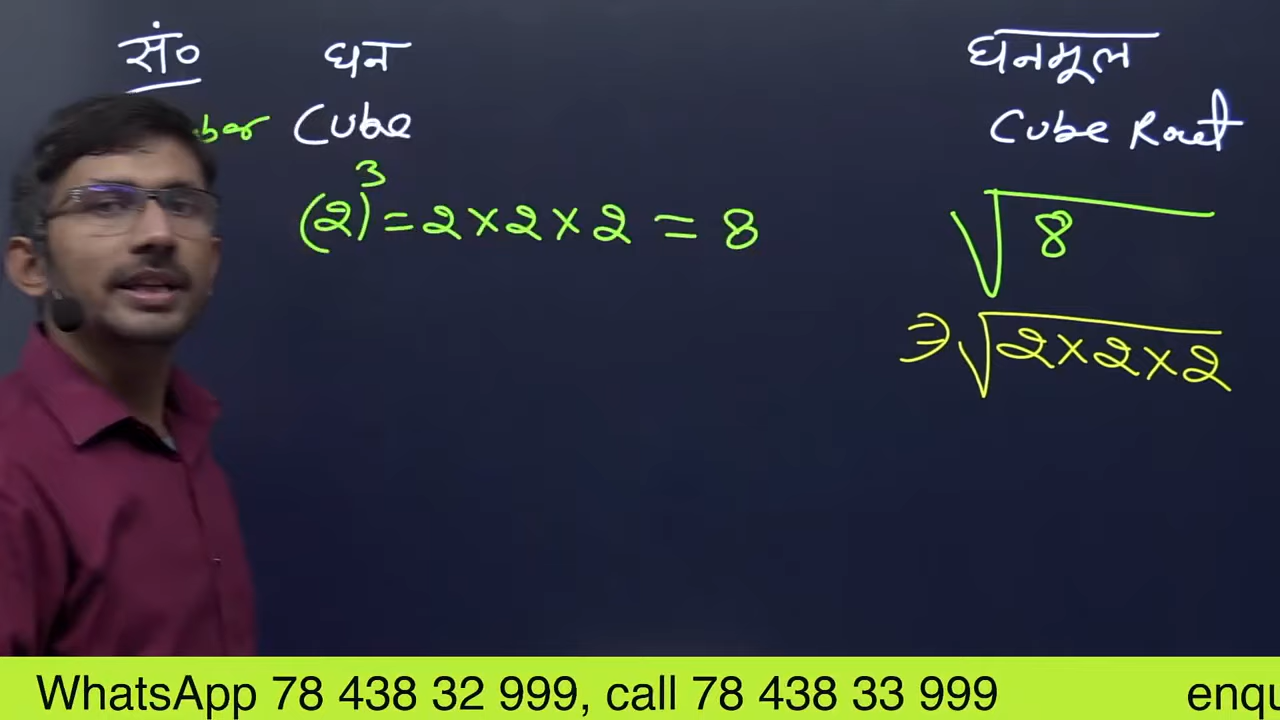 सं० घन घनमूल
Cube Cube Root
(2)³ = 2 × 2 × 2 = 8 √8
⇒ √2 × 2 × 2
WhatsApp 78 438 32 999, call 78 438 33 999